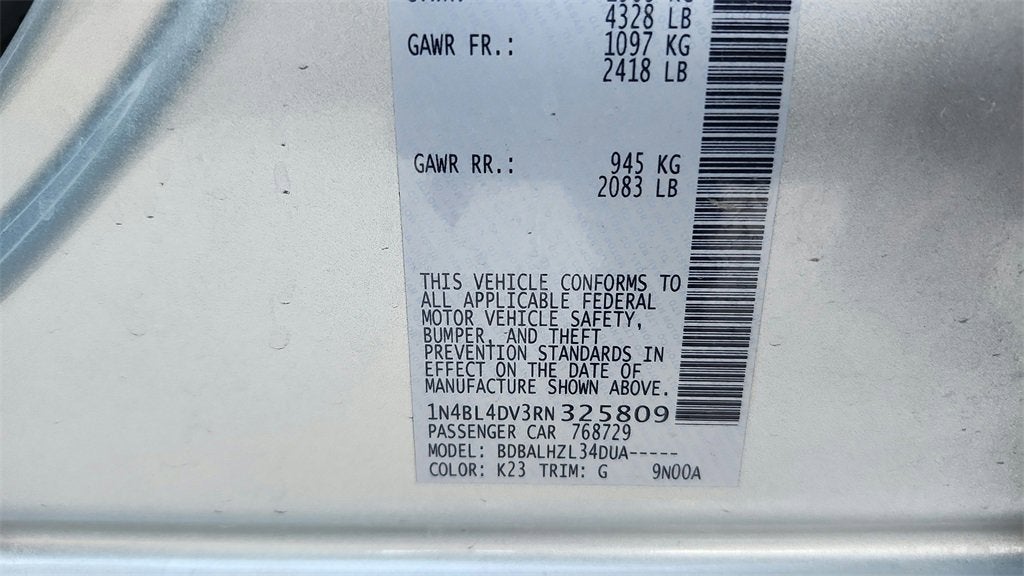 4328 LB
GAWR FR.: 1097 KG
2418 LB
GAWR RR.: 945 KG
2083 LB
THIS VEHICLE CONFORMS TO
ALL APPLICABLE FEDERAL
MOTOR VEHICLE SAFETY,
BUMPER, AND THEFT
PREVENTION STANDARDS IN
EFFECT ON THE DATE OF
MANUFACTURE SHOWN ABOVE.
1N4BL4DV3RN325809
PASSENGER CAR 768729
MODEL: BDBALHZL34DUA-----
COLOR: K23 TRIM: G 9N00A